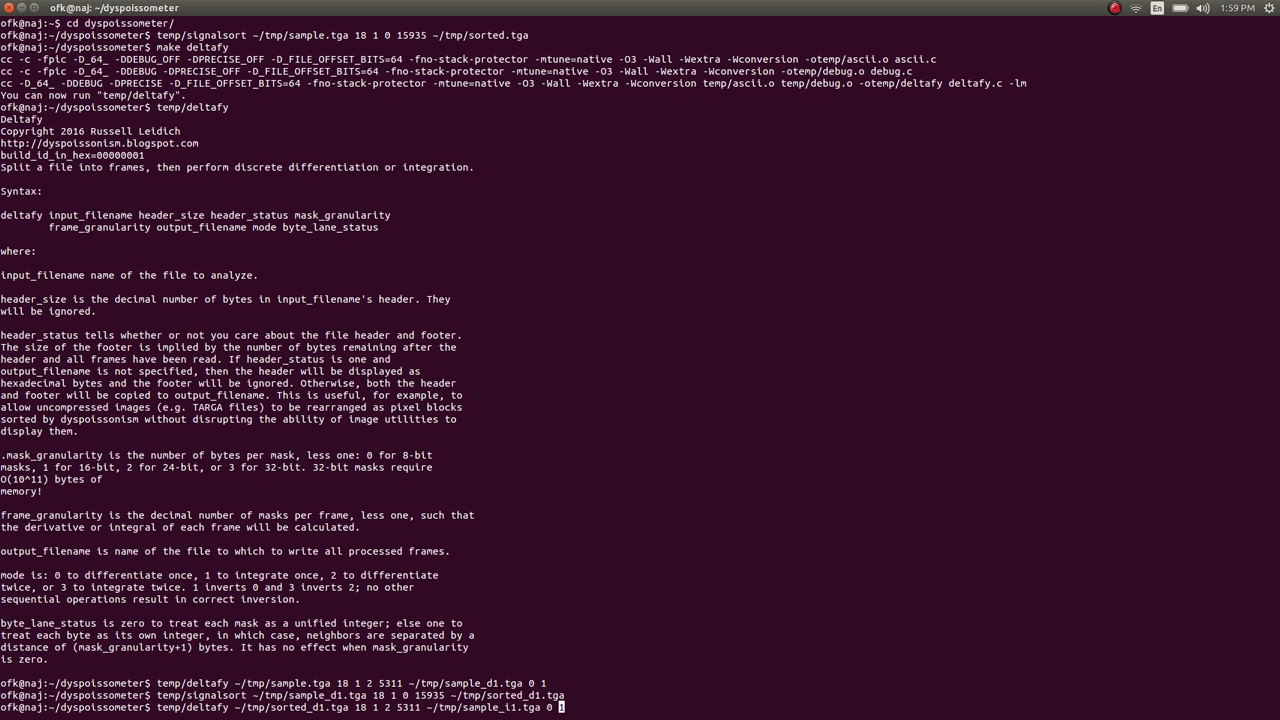 ofk@naj: ~/dyspoissometer
En
1:59 PM
ofk@naj:~$ cd dyspoissometer/
ofk@naj:~/dyspoissometer$ temp/signalsort ~/tmp/sample.tga 18 1 0 15935 ~/tmp/sorted.tga
ofk@naj:~/dyspoissometer$ make deltafy
cc -c -fpic -D_64_ -DDEBUG_OFF -DPRECISE_OFF -D_FILE_OFFSET_BITS=64 -fno-stack-protector -mtune=native -O3 -Wall -Wextra -Wconversion -otemp/ascii.o ascii.c
cc -c -fpic -D_64_ -DDEBUG -DPRECISE_OFF -D_FILE_OFFSET_BITS=64 -fno-stack-protector -mtune=native -O3 -Wall -Wextra -Wconversion -otemp/debug.o debug.c
cc -D_64_ -DDEBUG -DPRECISE -D_FILE_OFFSET_BITS=64 -fno-stack-protector -mtune=native -O3 -Wall -Wextra -Wconversion temp/ascii.o temp/debug.o -otemp/deltafy deltafy.c -lm
You can now run "temp/deltafy".
ofk@naj:~/dyspoissometer$ temp/deltafy
Deltafy
Copyright 2016 Russell Leidich
http://dyspoissonism.blogspot.com
build_id_in_hex=00000001
Split a file into frames, then perform discrete differentiation or integration.
Syntax:
deltafy input_filename header_size header_status mask_granularity
frame_granularity output_filename mode byte_lane_status
where:
input_filename name of the file to analyze.
header_size is the decimal number of bytes in input_filename's header. They
will be ignored.
header_status tells whether or not you care about the file header and footer.
The size of the footer is implied by the number of bytes remaining after the
header and all frames have been read. If header_status is one and
output_filename is not specified, then the header will be displayed as
hexadecimal bytes and the footer will be ignored. Otherwise, both the header
and footer will be copied to output_filename. This is useful, for example, to
allow uncompressed images (e.g. TARGA files) to be rearranged as pixel blocks
sorted by dyspoissonism without disrupting the ability of image utilities to
display them.
.mask_granularity is the number of bytes per mask, less one: 0 for 8-bit
masks, 1 for 16-bit, 2 for 24-bit, or 3 for 32-bit. 32-bit masks require
O(10^11) bytes of
memory!
frame_granularity is the decimal number of masks per frame, less one, such that
the derivative or integral of each frame will be calculated.
output_filename is name of the file to which to write all processed frames.
mode is: 0 to differentiate once, 1 to integrate once, 2 to differentiate
twice, or 3 to integrate twice. 1 inverts 0 and 3 inverts 2; no other
sequential operations result in correct inversion.
byte_lane_status is zero to treat each mask as a unified integer; else one to
treat each byte as its own integer, in which case, neighbors are separated by a
distance of (mask_granularity+1) bytes. It has no effect when mask_granularity
is zero.
ofk@naj:~/dyspoissometer$ temp/deltafy ~/tmp/sample.tga 18 1 2 5311 ~/tmp/sample_d1.tga 0 1
ofk@naj:~/dyspoissometer$ temp/signalsort ~/tmp/sample_d1.tga 18 1 0 15935 ~/tmp/sorted_d1.tga
ofk@naj:~/dyspoissometer$ temp/deltafy ~/tmp/sorted_d1.tga 18 1 2 5311 ~/tmp/sample_i1.tga 0 1